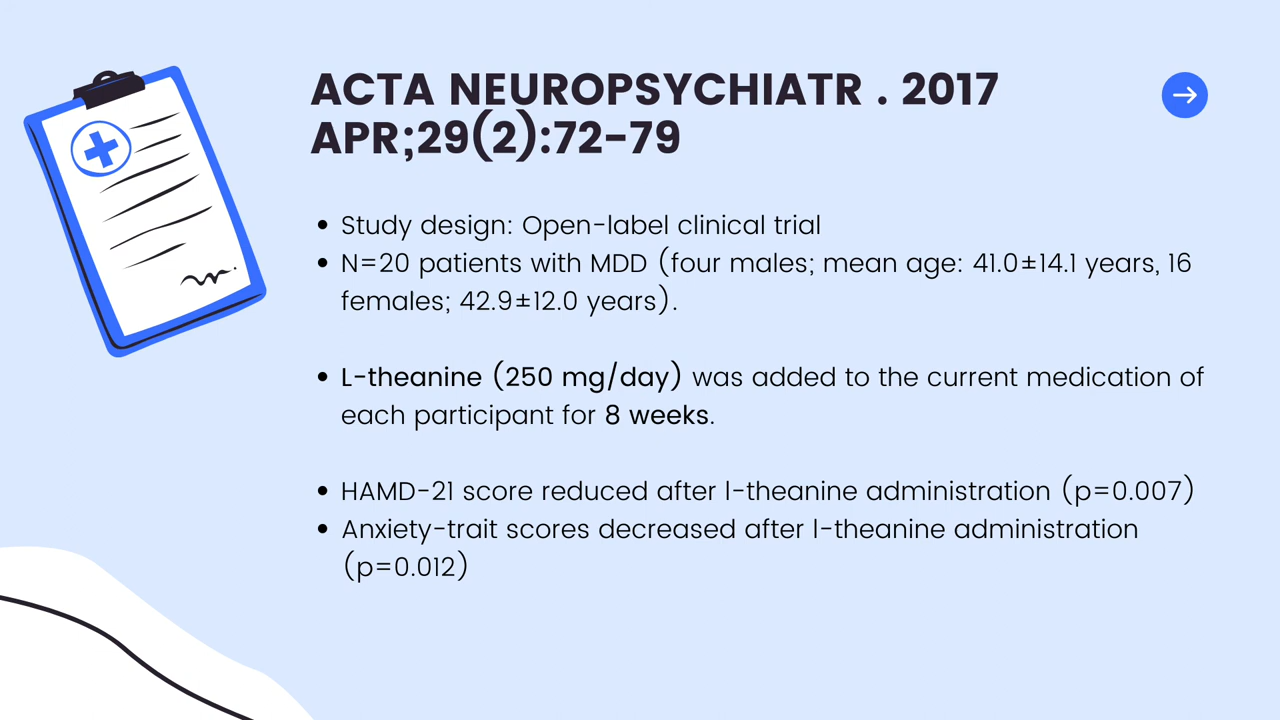 ACTA NEUROPSYCHIATR . 2017
APR;29(2):72-79
• Study design: Open-label clinical trial
• N=20 patients with MDD (four males; mean age: 41.0±14.1 years, 16
females; 42.9±12.0 years).
• L-theanine (250 mg/day) was added to the current medication of
each participant for 8 weeks.
• HAMD-21 score reduced after l-theanine administration (p=0.007)
• Anxiety-trait scores decreased after l-theanine administration
(p=0.012)